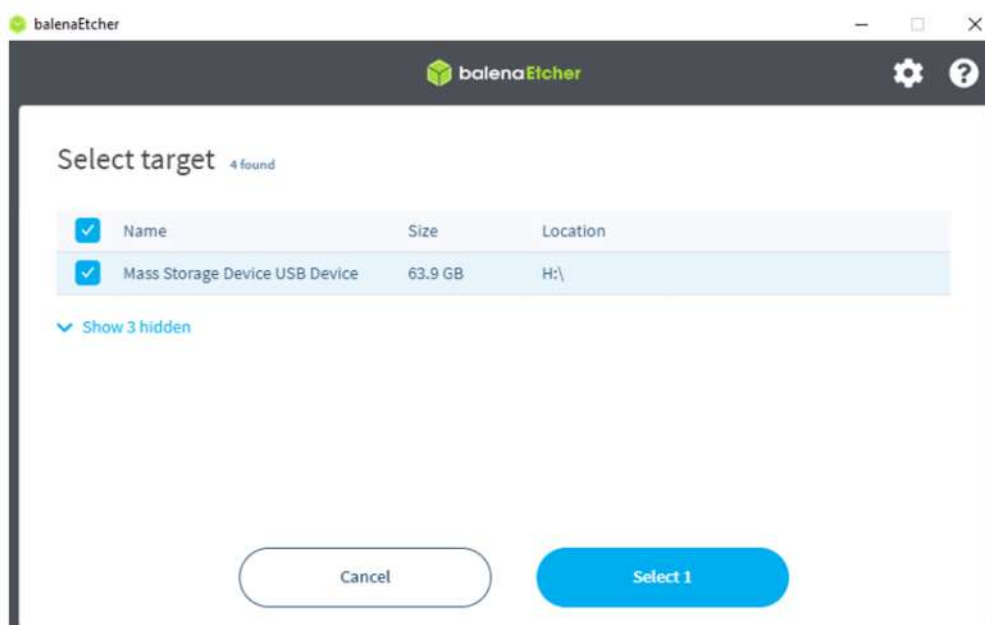 balenaEtcher
balenaEtcher
Select target 4 found
Name Size Location
Mass Storage Device USB Device 63.9 GB H:\
Show 3 hidden
Cancel Select 1